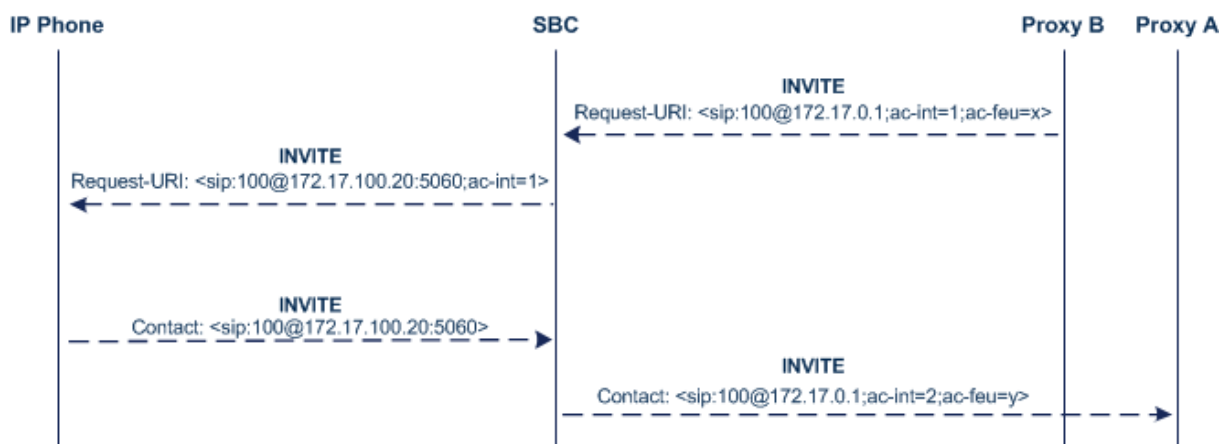 IP Phone SBC Proxy B Proxy A
INVITE
Request-URI: <sip:100@172.17.0.1;ac-int=1;ac-feu=x>
INVITE
Request-URI: <sip:100@172.17.100.20:5060;ac-int=1>
INVITE
Contact: <sip:100@172.17.100.20:5060>
INVITE
Contact: <sip:100@172.17.0.1;ac-int=2;ac-feu=y>